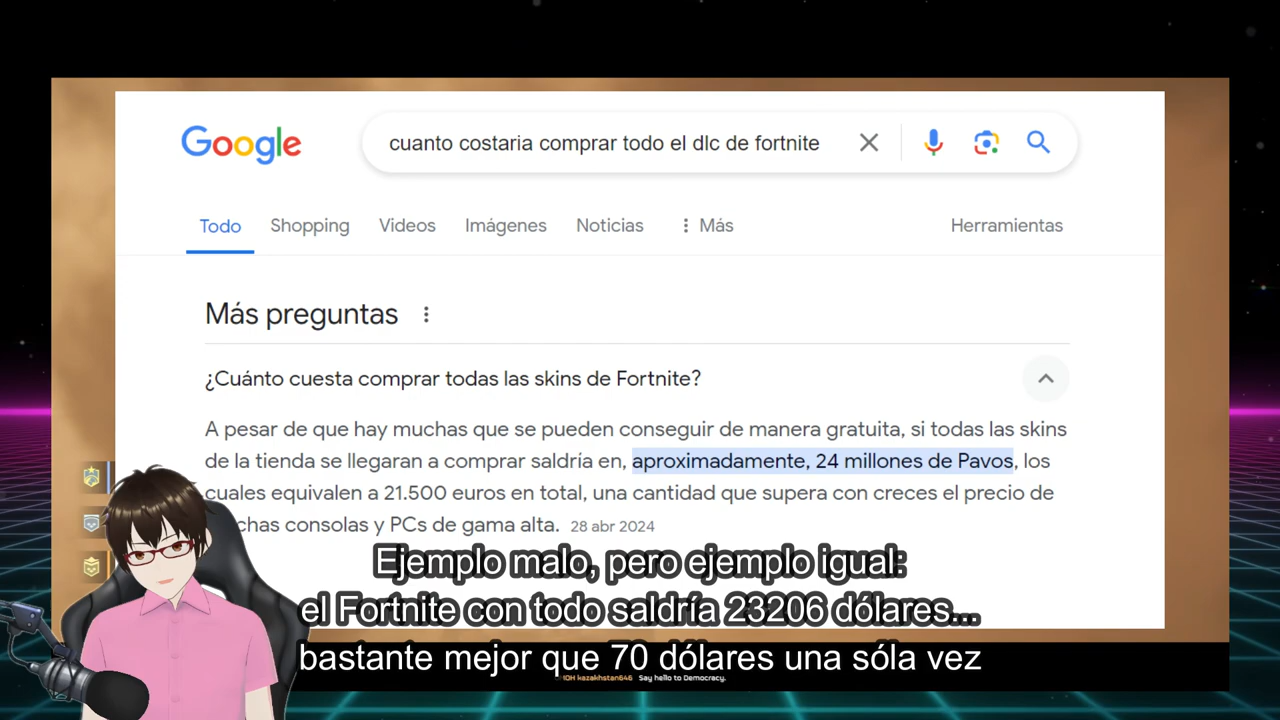 Google
cuanto costaria comprar todo el dlc de fortnite
Todo Shopping Videos Imágenes Noticias Más Herramientas
Más preguntas
¿Cuánto cuesta comprar todas las skins de Fortnite?
A pesar de que hay muchas que se pueden conseguir de manera gratuita, si todas las skins
de la tienda se llegaran a comprar saldría en, aproximadamente, 24 millones de Pavos, los
cuales equivalen a 21.500 euros en total, una cantidad que supera con creces el precio de
chas consolas y PCs de gama alta. 28 abr 2024
Ejemplo malo, pero ejemplo igual:
el Fortnite con todo saldría 23206 dólares...
bastante mejor que 70 dólares una sóla vez
IOH kazakhstan646 Say hello to Democracy.